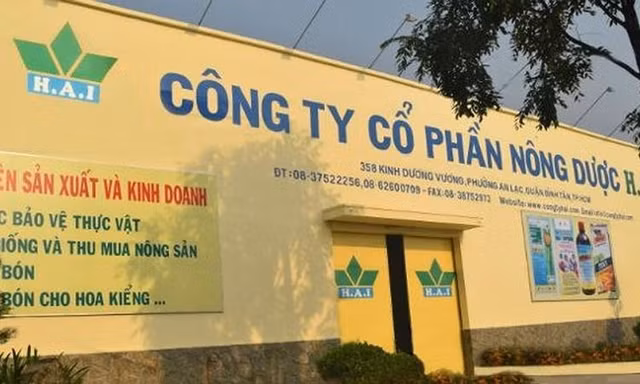 H.A.I
CÔNG TY CỔ PHẦN NÔNG DƯỢC H.
358 KINH DƯƠNG VƯƠNG, PHƯỜNG AN LẠC, QUẬN BÌNH TÂN, TP.HCM
ĐT:08-37522256,08-62600709 - FAX:08-38752973
ÊN SẢN XUẤT VÀ KINH DOANH
C BẢO VỆ THỰC VẬT
IỐNG VÀ THU MUA NÔNG SẢN
BÓN
BÓN CHO HOA KIỂNG ...
H.A.I
H.A.I